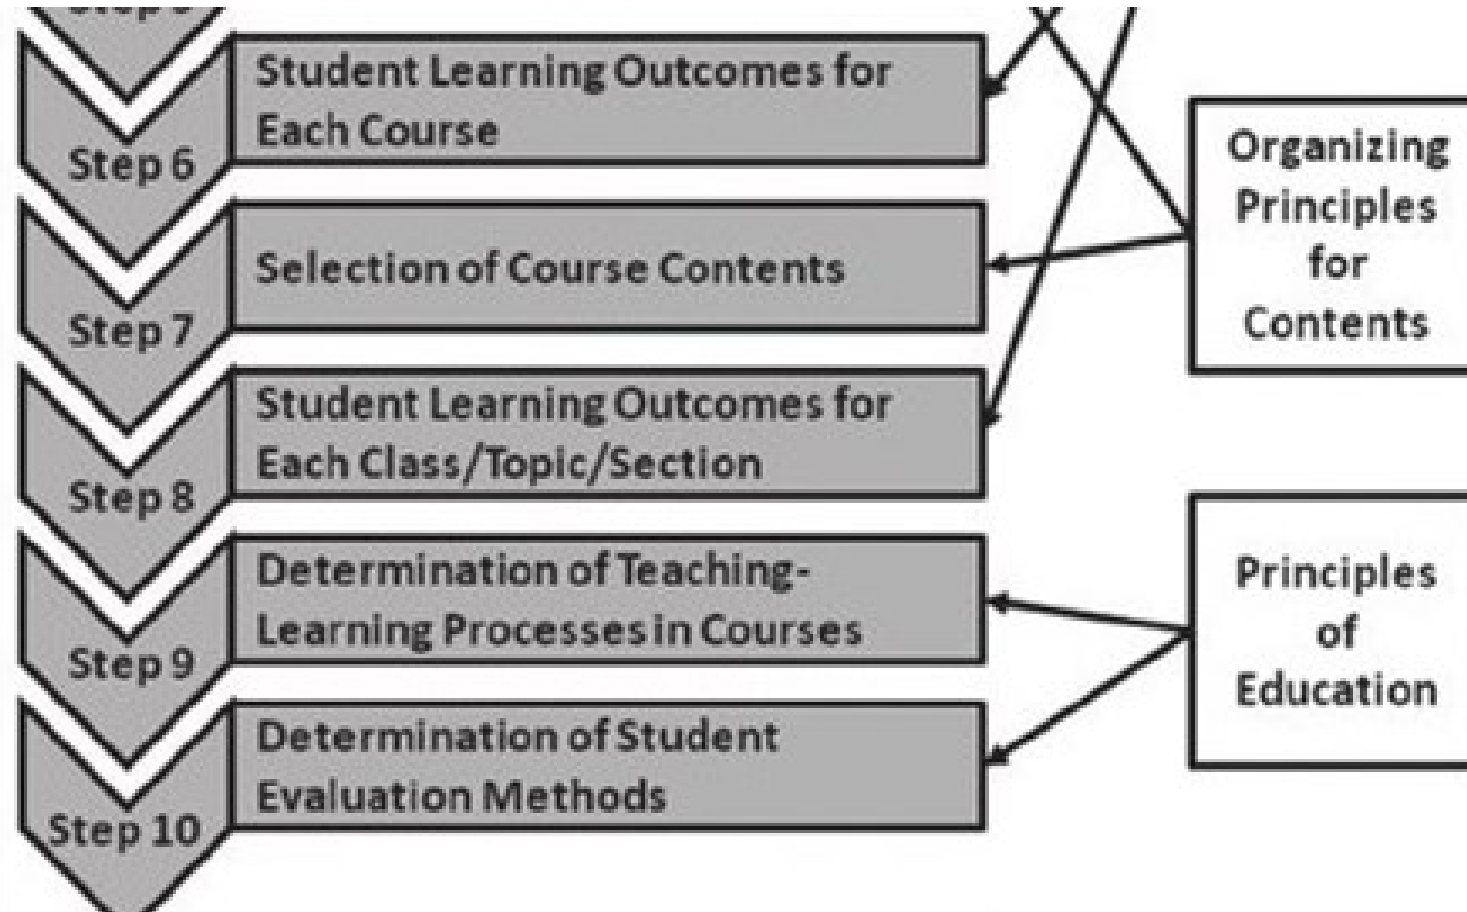 Student Learning Outcomes for
Each Course
Step 6
Selection of Course Contents
Step 7
Student Learning Outcomes for
Each Class/Topic/Section
Step 8
Determination of Teaching-
Learning Processes in Courses
Step 9
Determination of Student
Evaluation Methods
Step 10
Organizing
Principles
for
Contents
Principles
of
Education